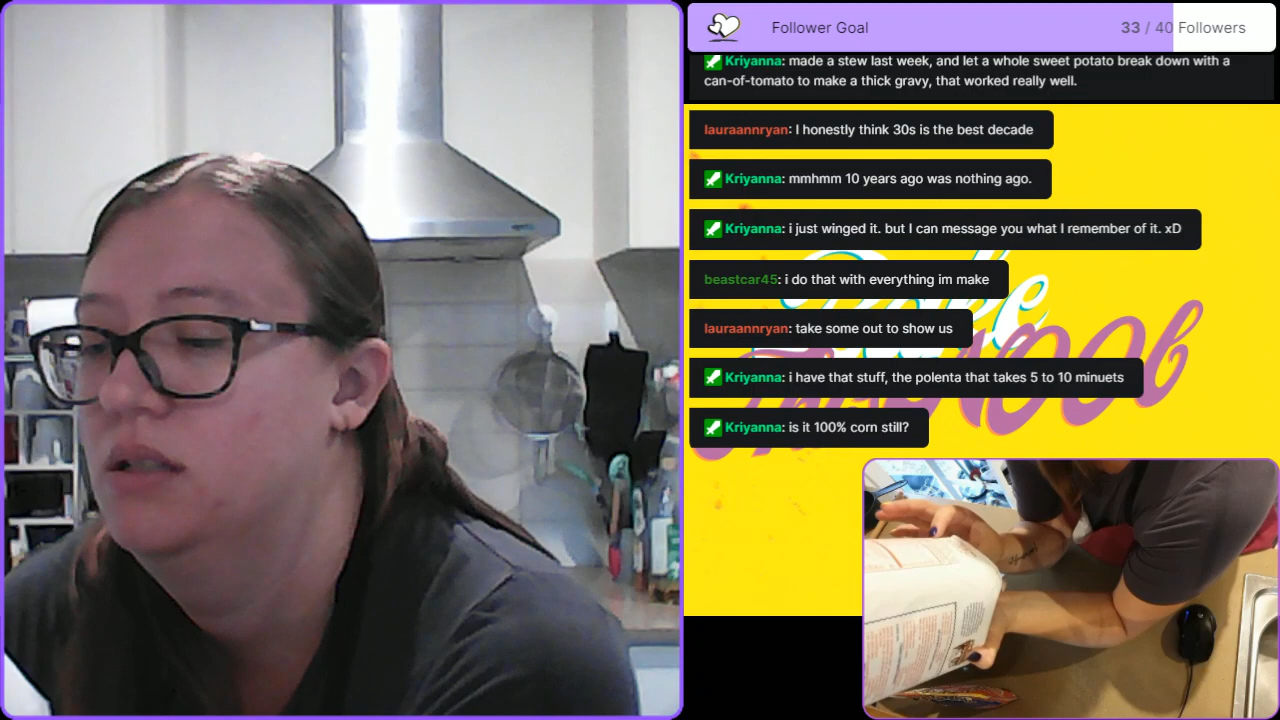 Follower Goal
33 / 40 Followers
Kriyanna: made a stew last week, and let a whole sweet potato break down with a
can-of-tomato to make a thick gravy, that worked really well.
lauraannryan: I honestly think 30s is the best decade
Kriyanna: mmhmm 10 years ago was nothing ago.
Kriyanna: i just winged it. but I can message you what I remember of it. xD
beastcar45: i do that with everything im make
lauraannryan: take some out to show us
Kriyanna: i have that stuff, the polenta that takes 5 to 10 minuets
Kriyanna: is it 100% corn still?